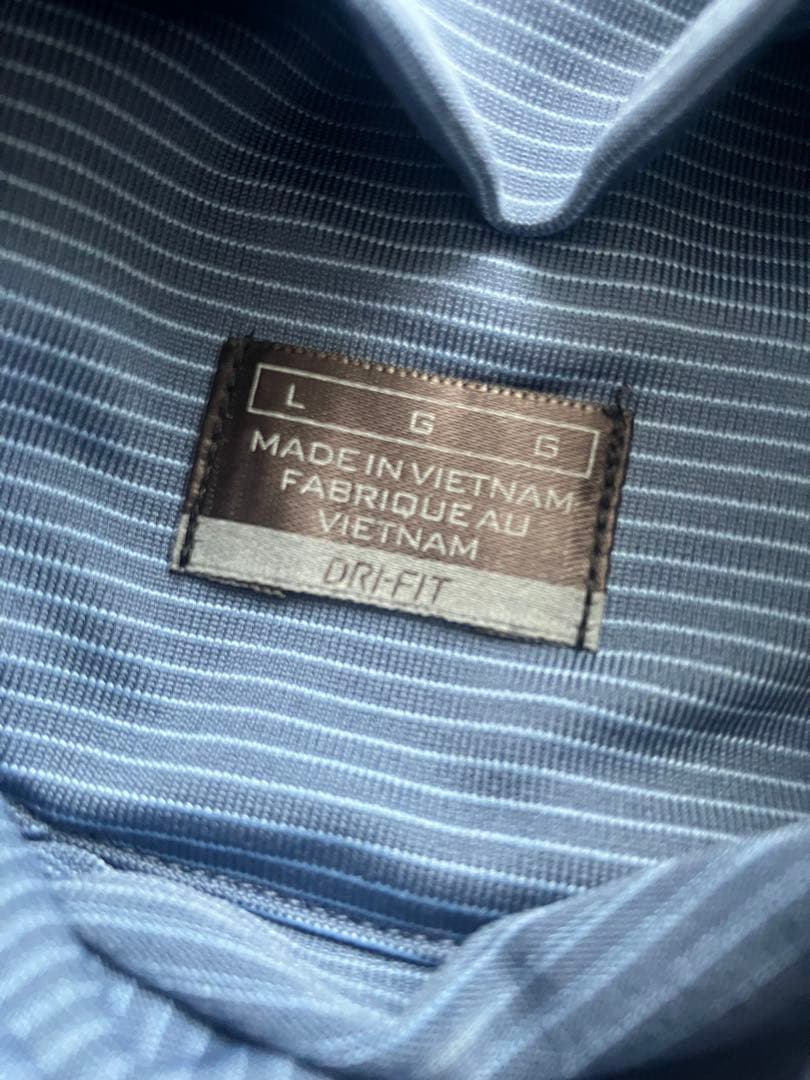 L G G
MADE IN VIETNAM
FABRIQUE AU
VIETNAM
DRI-FIT